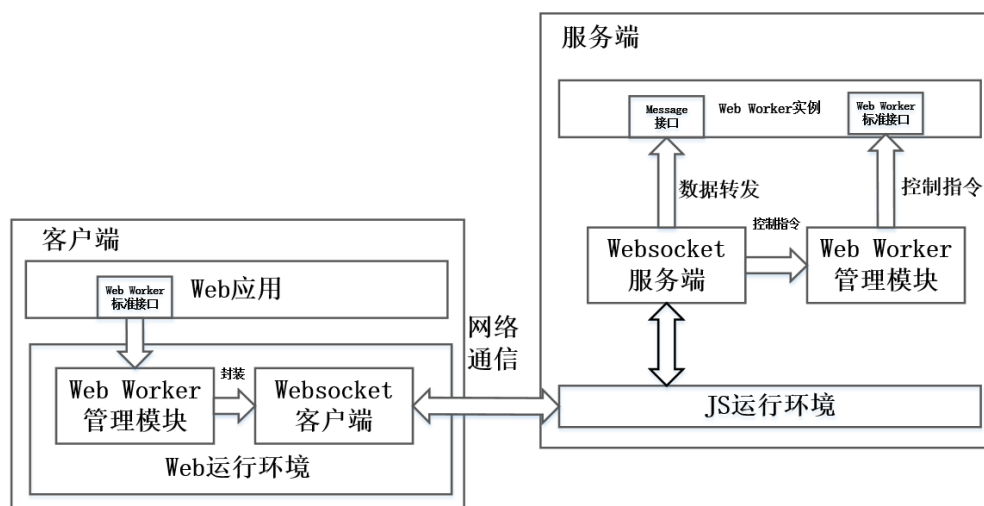 服务端
Message
接口
Web Worker实例
Web Worker
标准接口
数据转发
控制指令
Websocket
服务端
控制指令
Web Worker
管理模块
JS运行环境
客户端
Web Worker
标准接口
Web应用
网络
通信
Web Worker
管理模块
封装
Websocket
客户端
Web运行环境